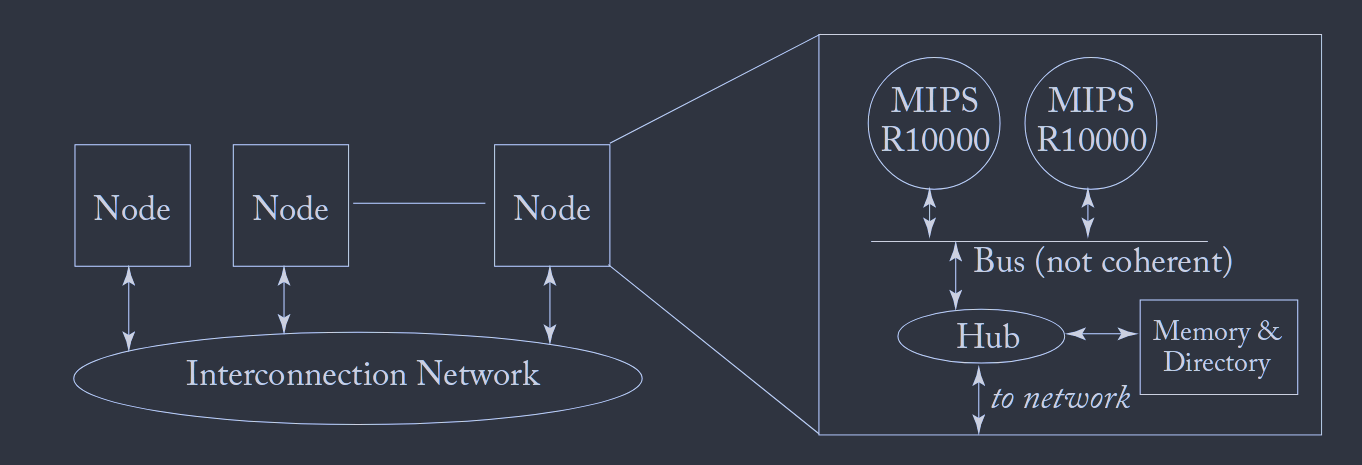 Node
Node
Node
Interconnection Network
MIPS
R10000
MIPS
R10000
Bus (not coherent)
Hub
Memory &
Directory
to network